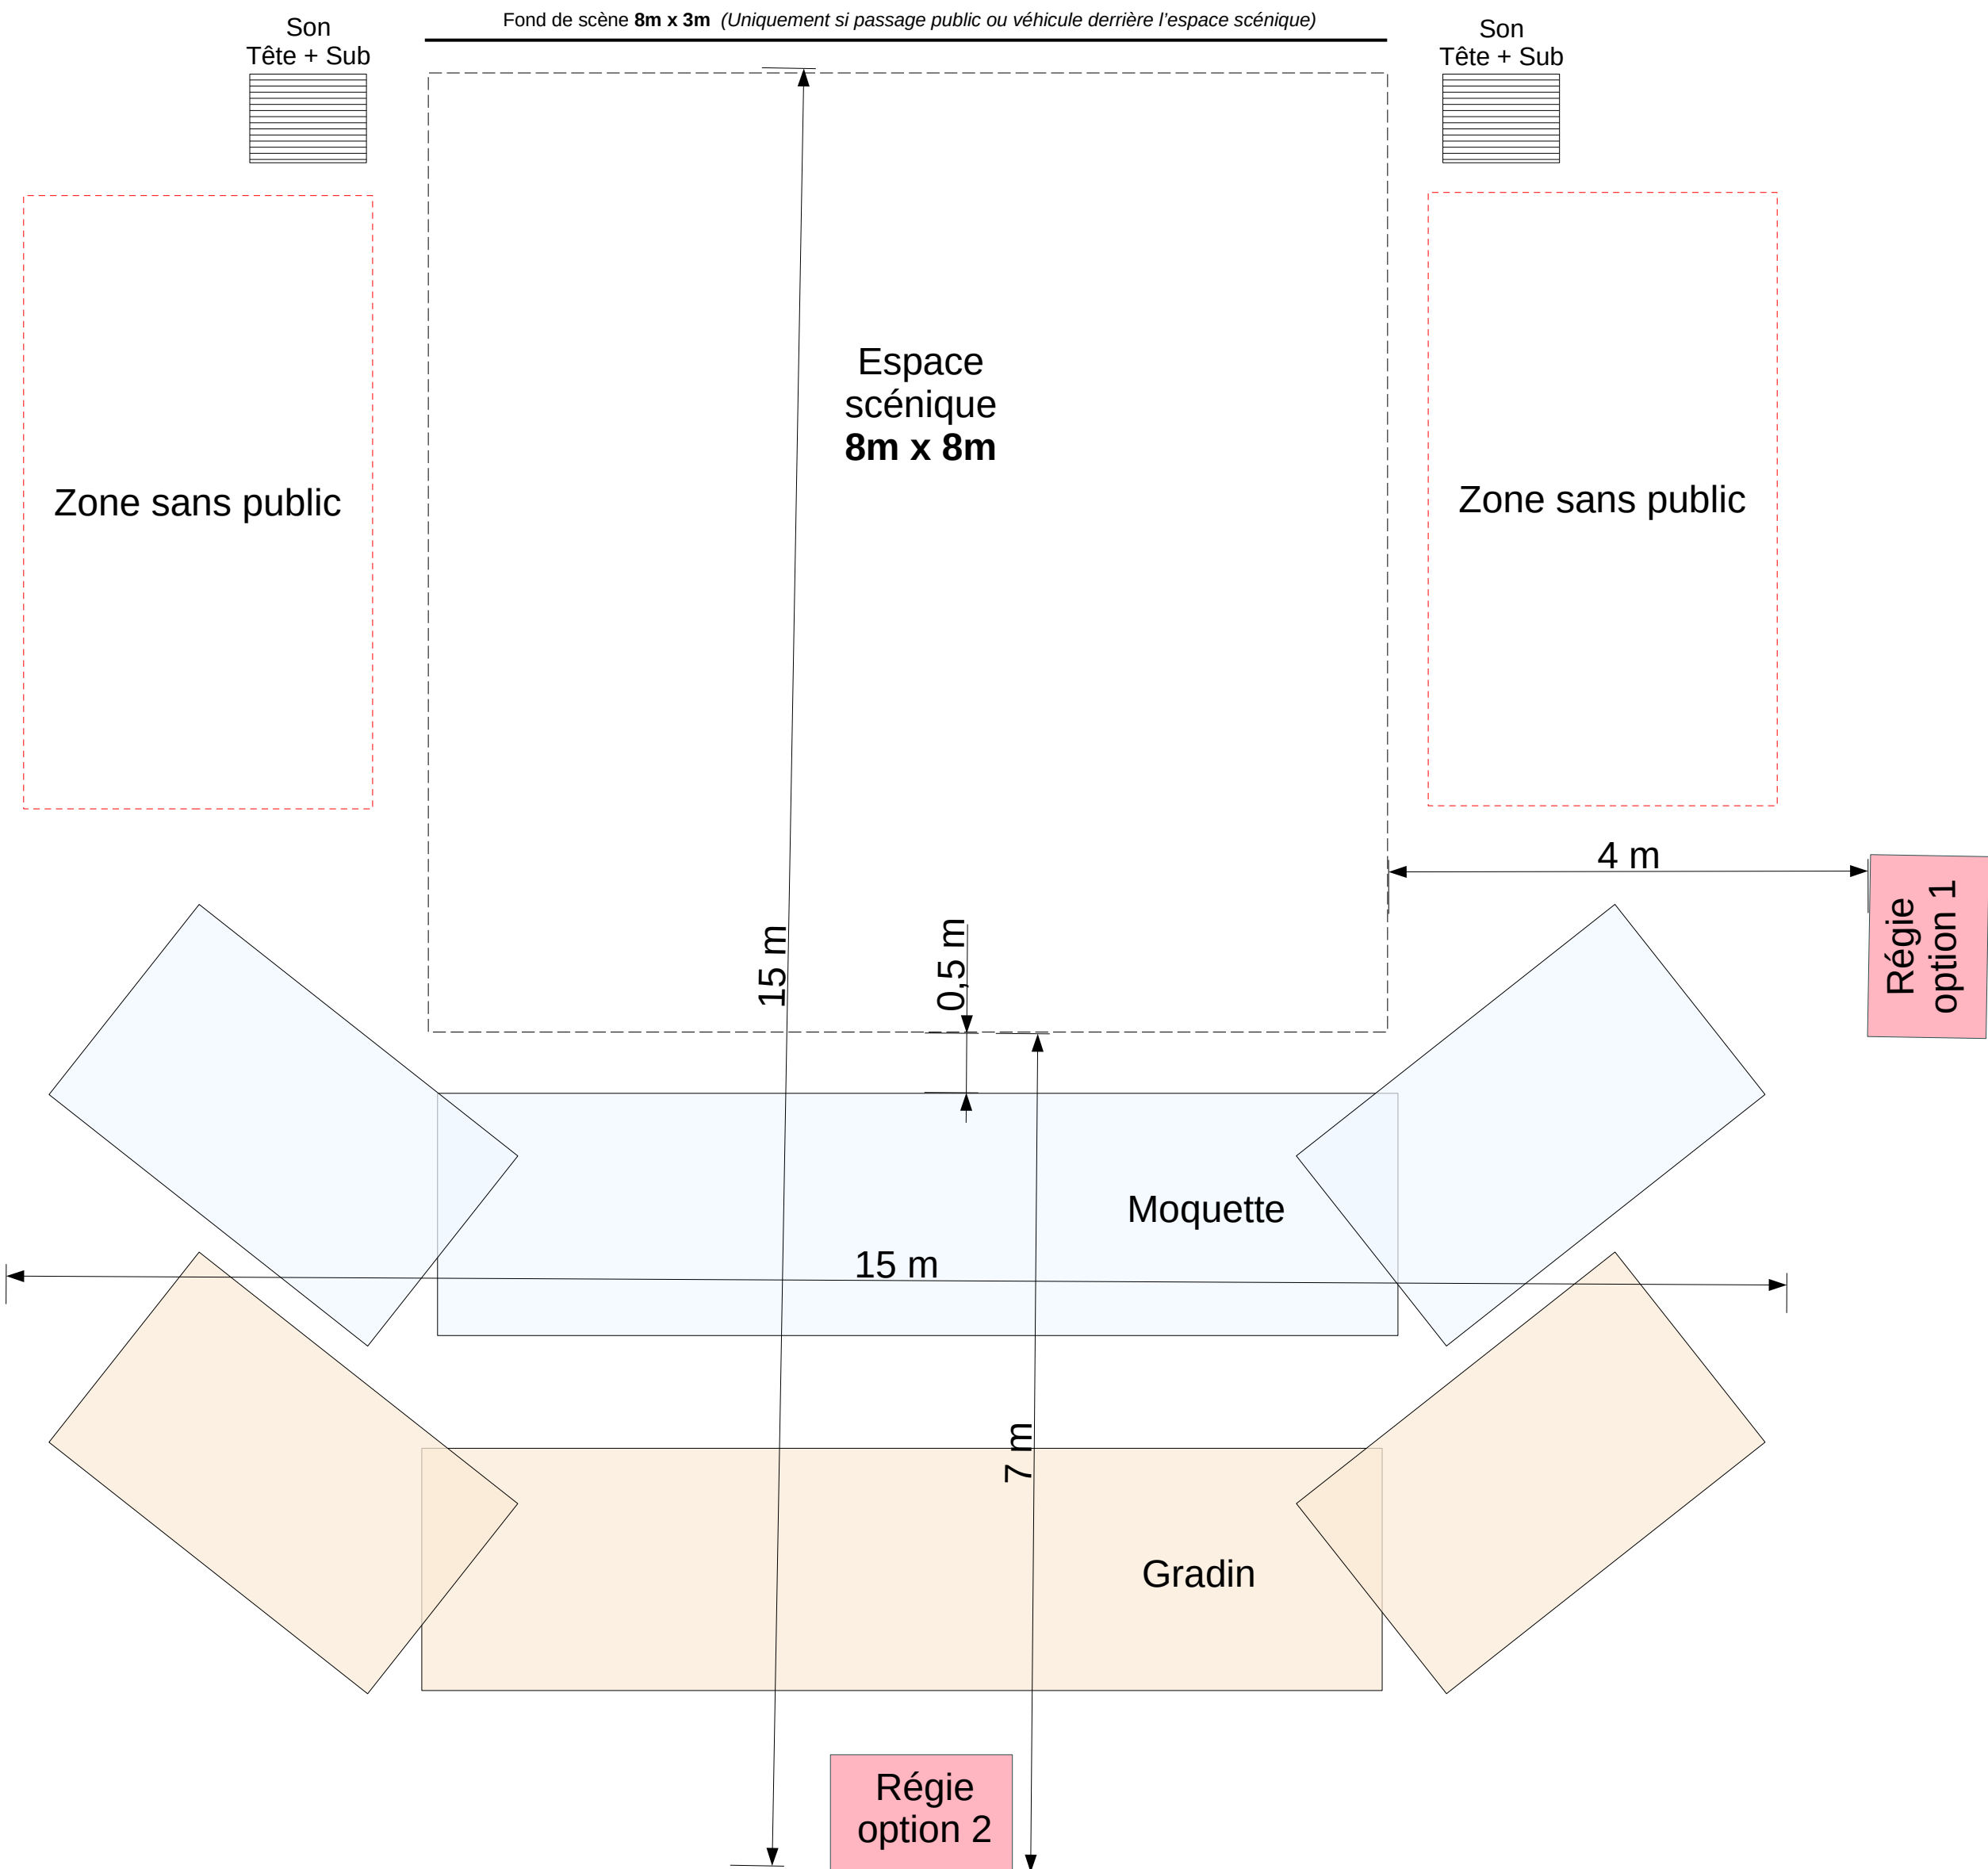 Fond de scène 8m x 3m (Uniquement si passage public ou véhicule derrière l’espace scénique)
Son
Tête + Sub
Son
Tête + Sub
Espace
scénique
8m x 8m
Zone sans public
Zone sans public
4 m
Régie
option 1
15 m
0,5 m
Moquette
15 m
7 m
Gradin
Régie
option 2